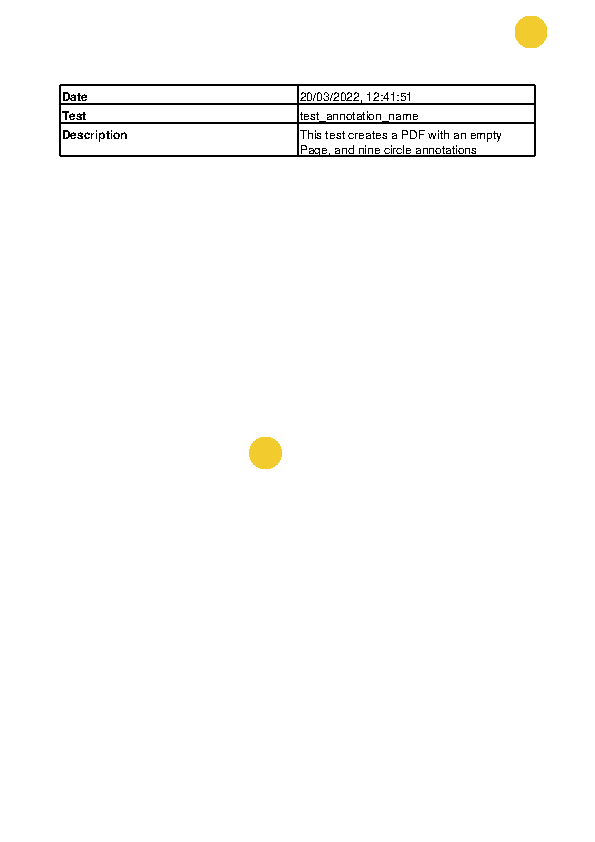 Date 20/03/2022, 12:41:51
Test test_annotation_name
Description This test creates a PDF with an empty
Page, and nine circle annotations